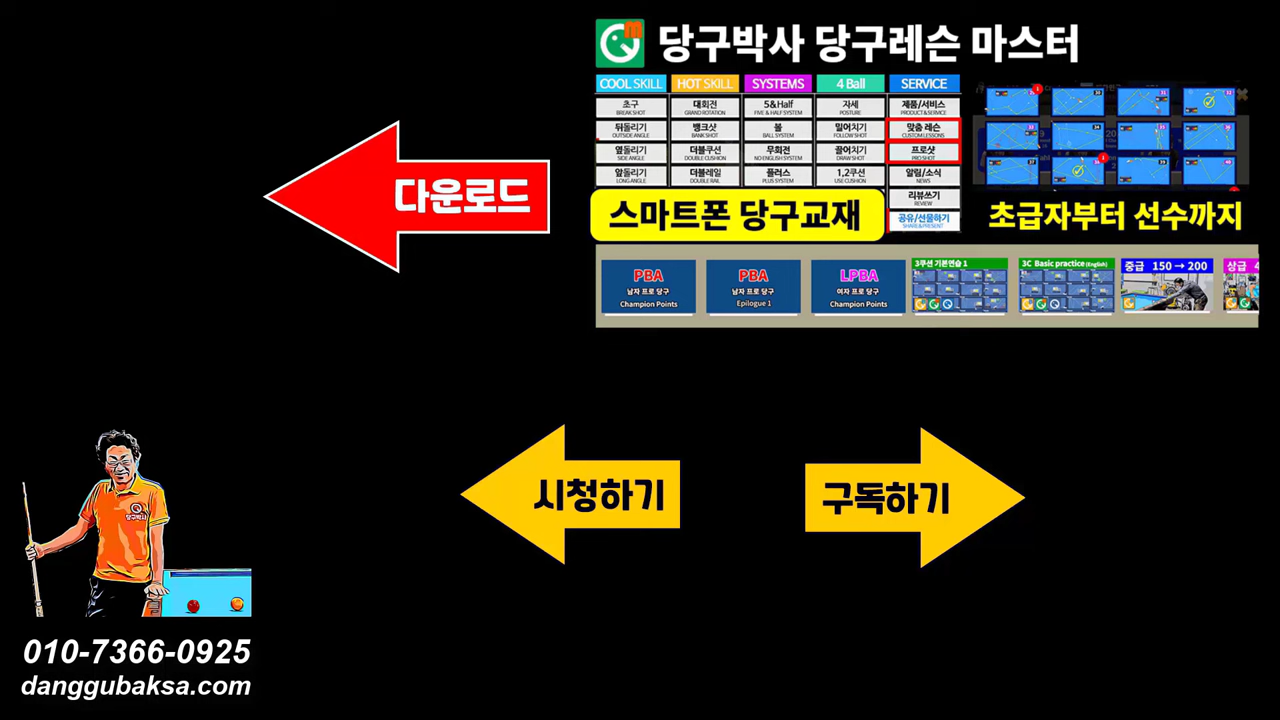 당구박사 당구레슨 마스터
COOL SKILL HOT SKILL SYSTEMS 4 Ball SERVICE
초구 대회전 5&Half 자세 제품/서비스
BREAK SHOT GRAND ROTATION FIVE & HALF SYSTEM POSTURE PRODUCT & SERVICE
뒤돌리기 뱅크샷 볼 밀어치기 맞춤 레슨
OUTSIDE ANGLE BANK SHOT BALL SYSTEM FOLLOW SHOT CUSTOM LESSONS
옆돌리기 더블쿠션 무회전 끌어치기 프로샷
SIDE ANGLE DOUBLE CUSHION NO ENGLISH SYSTEM DRAW SHOT PRO SHOT
앞돌리기 더블레일 플러스 1,2쿠션 알림/소식
LONG ANGLE DOUBLE RAIL PLUS SYSTEM USE CUSHION NEWS
리뷰쓰기
REVIEW
공유/선물하기
SHARE & PRESENT
다운로드
스마트폰 당구교재
초급자부터 선수까지
PBA PBA LPBA 3쿠션 기본연습 1 3C Basic practice (English) 중급 150 → 200 상급
남자 프로 당구 남자 프로 당구 여자 프로 당구
Champion Points Epilogue 1 Champion Points
시청하기 구독하기
당구박사
010-7366-0925
danggubaksa.com